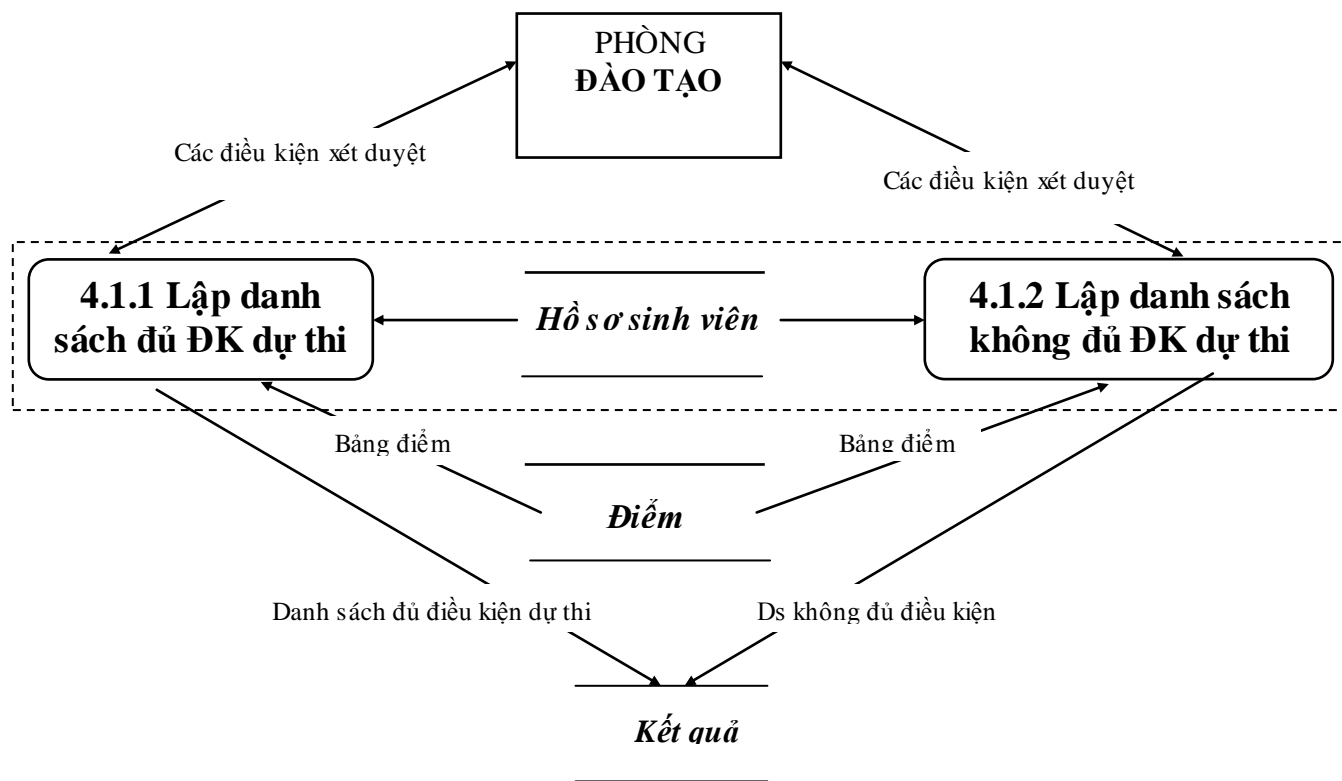 PHÒNG
ĐÀO TẠO
Các điều kiện xét duyệt
Các điều kiện xét duyệt
4.1.1 Lập danh
sách đủ ĐK dự thi
Hồ sơ sinh viên
4.1.2 Lập danh sách
không đủ ĐK dự thi
Bảng điểm
Bảng điểm
Điểm
Danh sách đủ điều kiện dự thi
Ds không đủ điều kiện
Kết quả